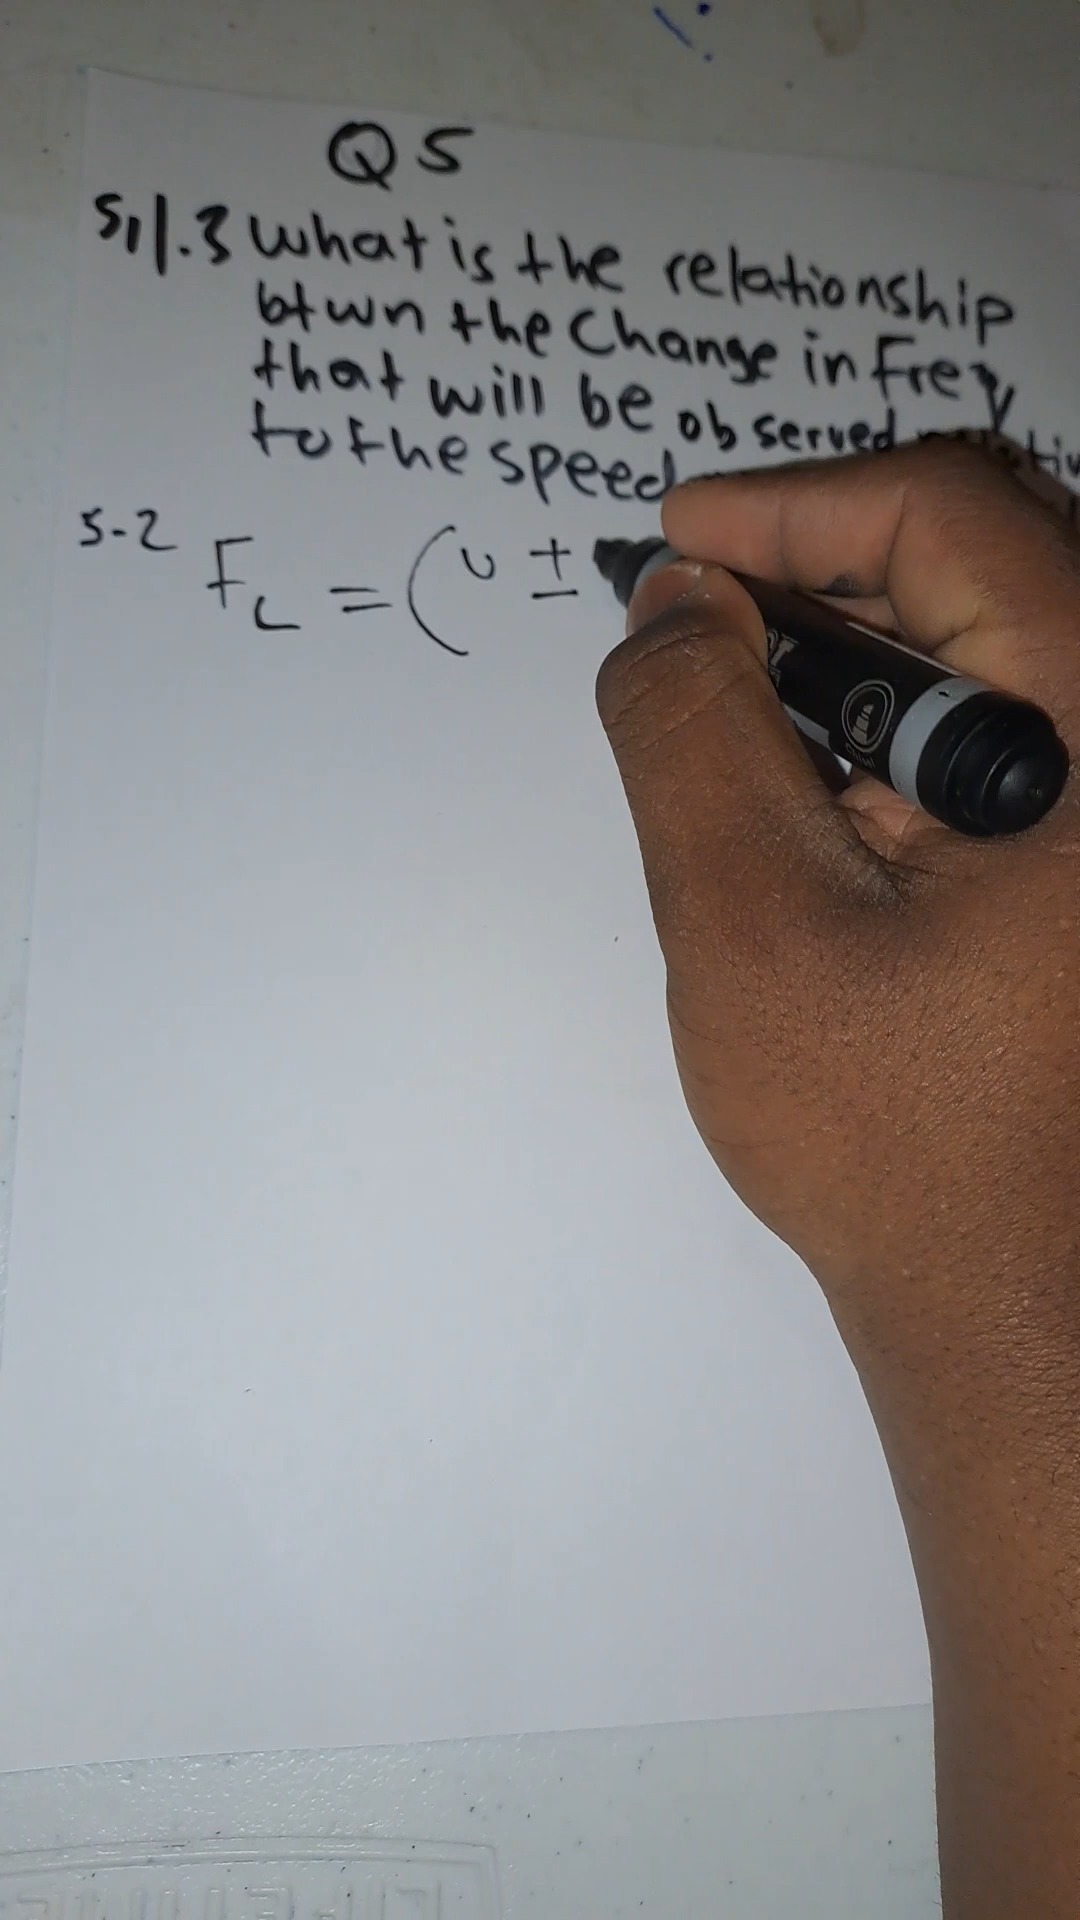 Q5
5,1.3 What is the relationship
btwn the Change in Freq
that will be observed
to the speed
5-2 FL = (v ±
Chisel